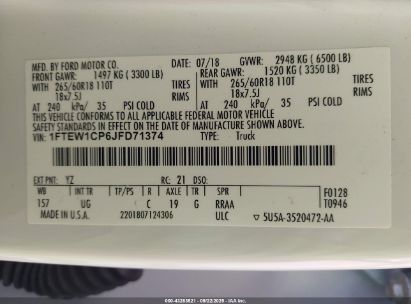 MFD. BY FORD MOTOR CO.
DATE: 07/18 GVWR: 2948 KG ( 6500 LB)
FRONT GAWR: 1497 KG ( 3300 LB) REAR GAWR: 1520 KG ( 3350 LB)
WITH WITH
265/60R18 110T TIRES 265/60R18 110T TIRES
18x7.5J RIMS 18x7.5J RIMS
AT 240 kPa/ 35 PSI COLD AT 240 kPa/ 35 PSI COLD
THIS VEHICLE CONFORMS TO ALL APPLICABLE FEDERAL MOTOR VEHICLE
SAFETY STANDARDS IN EFFECT ON THE DATE OF MANUFACTURE SHOWN ABOVE.
VIN: 1FTEW1CP6JFD71374 TYPE: Truck
EXT PNT: YZ RC: 21 DSO:
WB INT TR TP/PS R AXLE TR SPR F0128
157 UG C 19 G RRAA T0946
MADE IN U.S.A. 2201807124306 ULC 5U5A-3520472-AA